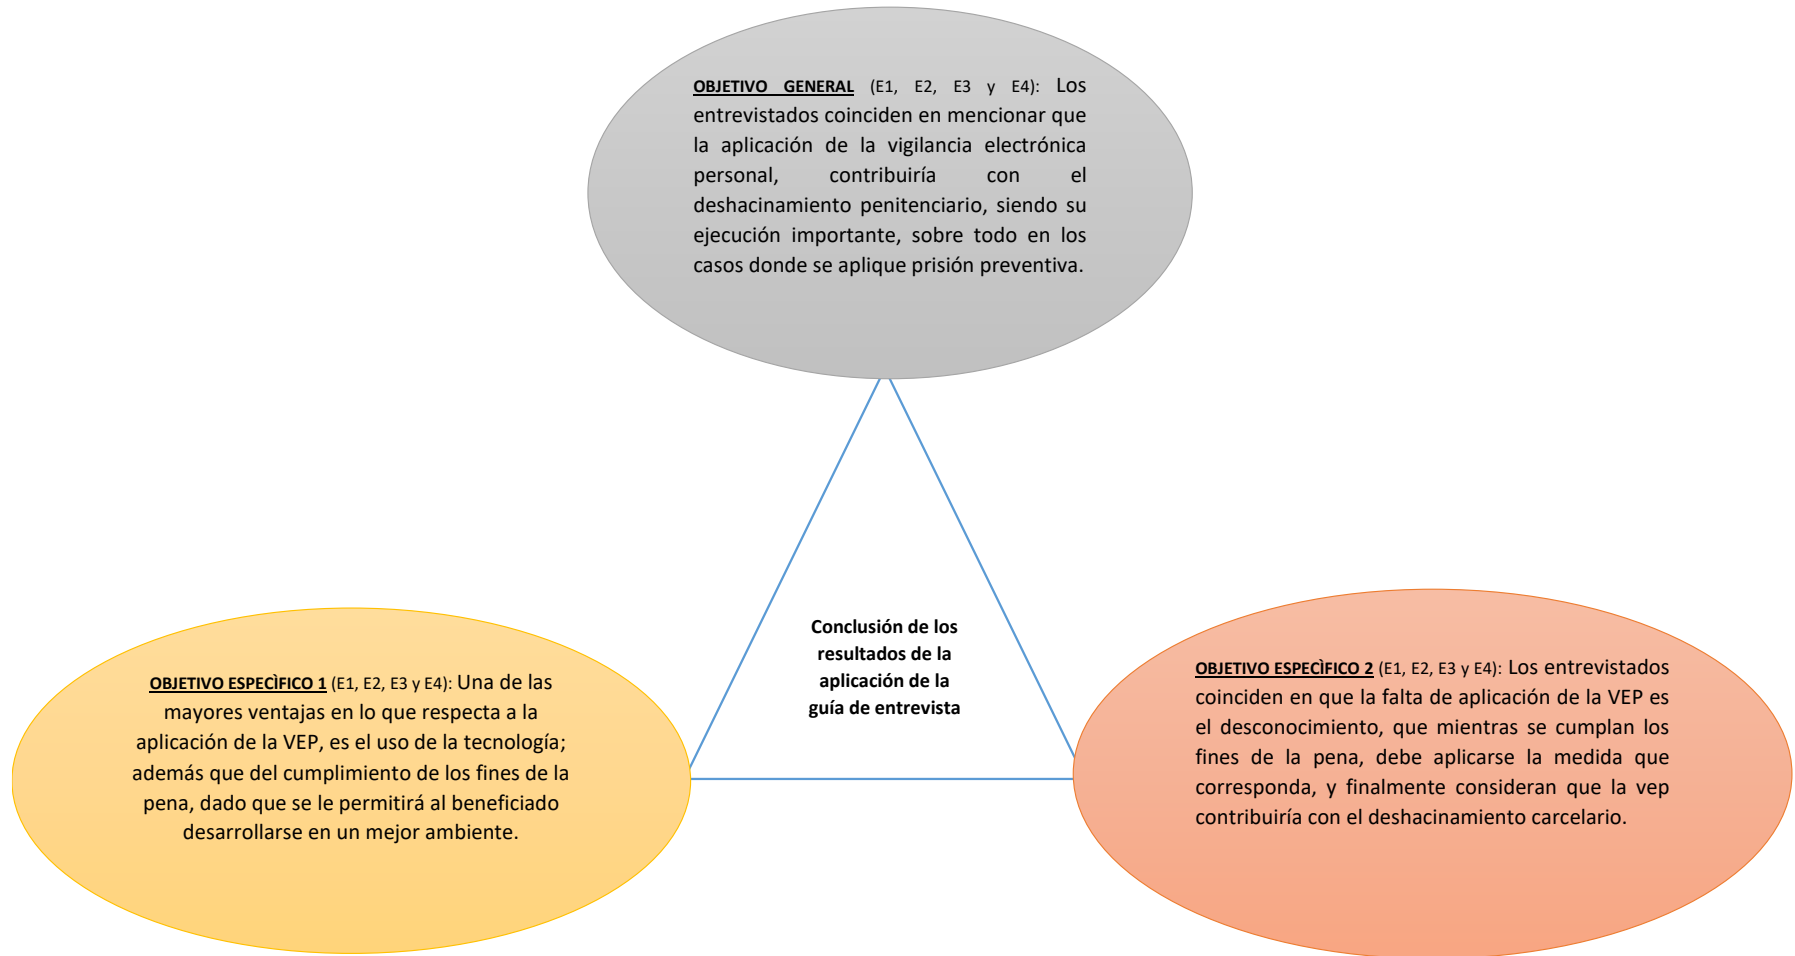 OBJETIVO GENERAL (E1, E2, E3 y E4): Los
entrevistados coinciden en mencionar que
la aplicación de la vigilancia electrónica
personal, contribuiría con el
deshacinamiento penitenciario, siendo su
ejecución importante, sobre todo en los
casos donde se aplique prisión preventiva.
Conclusión de los
resultados de la
aplicación de la
guía de entrevista
OBJETIVO ESPECÌFICO 1 (E1, E2, E3 y E4): Una de las
mayores ventajas en lo que respecta a la
aplicación de la VEP, es el uso de la tecnología;
además que del cumplimiento de los fines de la
pena, dado que se le permitirá al beneficiado
desarrollarse en un mejor ambiente.
OBJETIVO ESPECÌFICO 2 (E1, E2, E3 y E4): Los entrevistados
coinciden en que la falta de aplicación de la VEP es
el desconocimiento, que mientras se cumplan los
fines de la pena, debe aplicarse la medida que
corresponda, y finalmente consideran que la vep
contribuiría con el deshacinamiento carcelario.